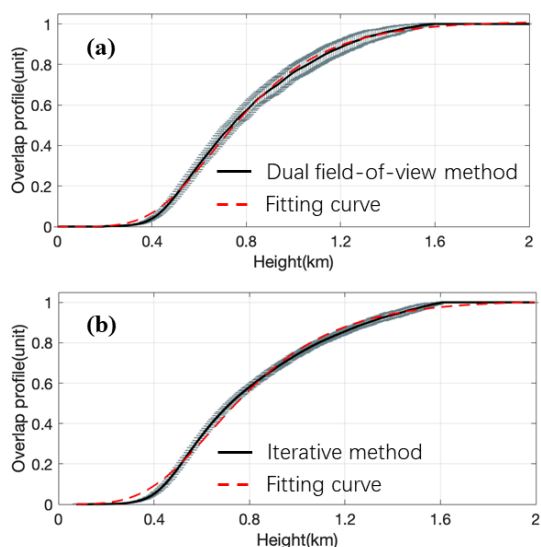 (a)
1
0.8
0.6
0.4
0.2
0
Overlap profile(unit)
Dual field-of-view method
Fitting curve
0 0.4 0.8 1.2 1.6 2
Height(km)
(b)
1
0.8
0.6
0.4
0.2
0
Overlap profile(unit)
Iterative method
Fitting curve
0 0.4 0.8 1.2 1.6 2
Height(km)